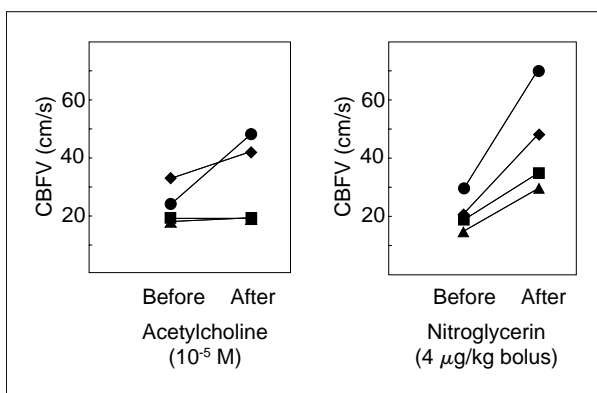 CBFV (cm/s)
60
40
20
Before After
Acetylcholine
(10⁻⁵ M)
CBFV (cm/s)
60
40
20
Before After
Nitroglycerin
(4 μg/kg bolus)